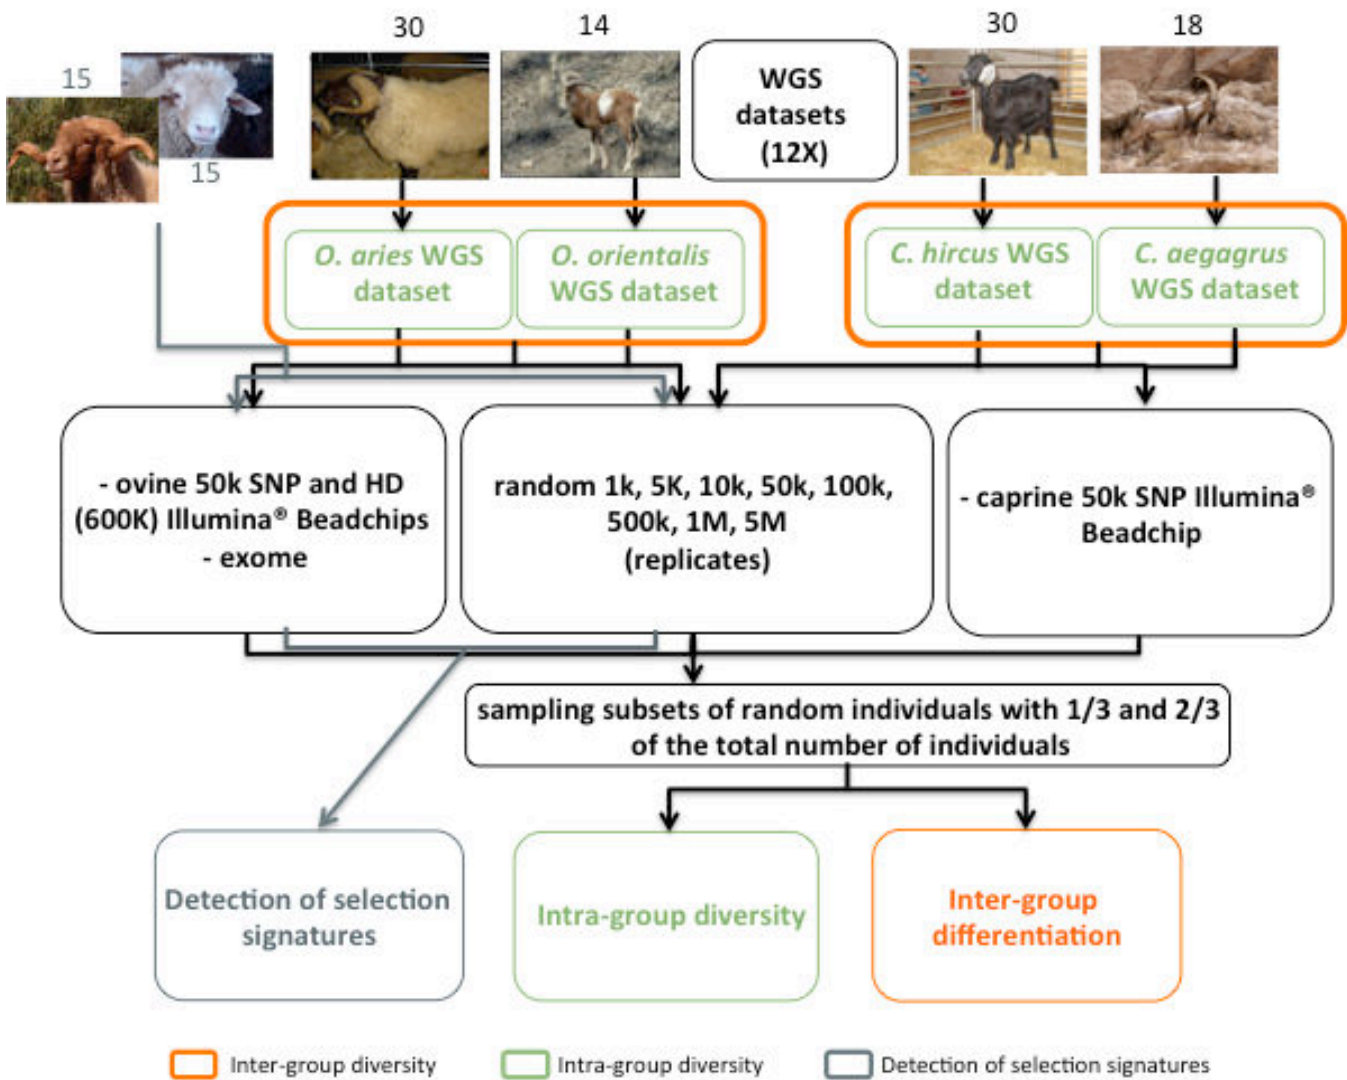 30
14
30
18
15
15
WGS
datasets
(12X)
O. aries WGS
dataset
O. orientalis
WGS dataset
C. hircus WGS
dataset
C. aegagrus
WGS dataset
- ovine 50k SNP and HD
(600K) Illumina® Beadchips
- exome
random 1k, 5K, 10k, 50k, 100k,
500k, 1M, 5M
(replicates)
- caprine 50k SNP Illumina®
Beadchip
sampling subsets of random individuals with 1/3 and 2/3
of the total number of individuals
Detection of selection
signatures
Intra-group diversity
Inter-group
differentiation
Inter-group diversity
Intra-group diversity
Detection of selection signatures